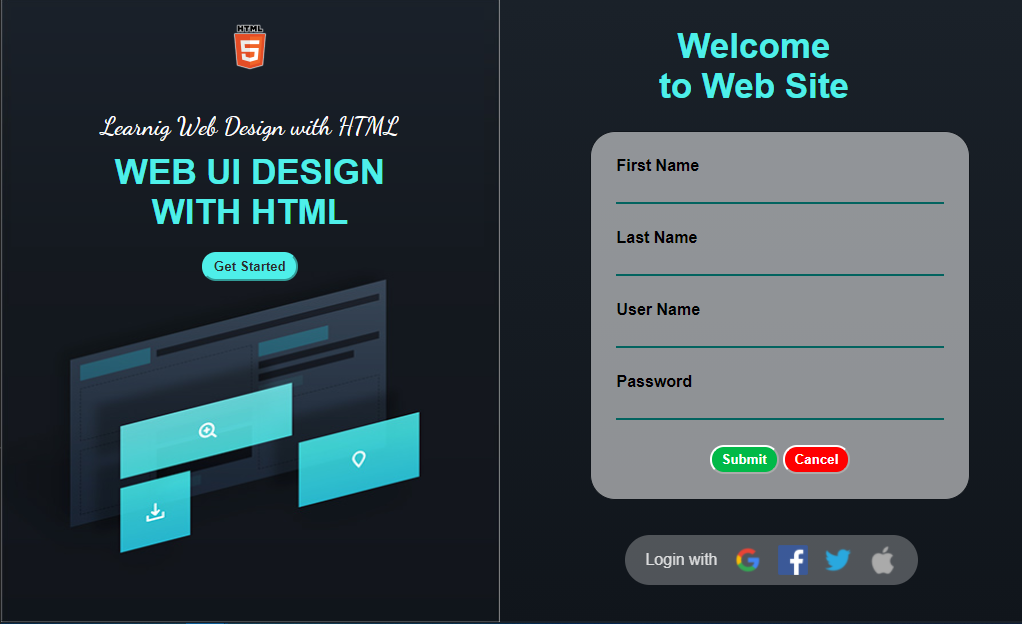 HTML
5
Learnig Web Design with HTML
WEB UI DESIGN
WITH HTML
Get Started
Welcome
to Web Site
First Name
Last Name
User Name
Password
Submit Cancel
Login with